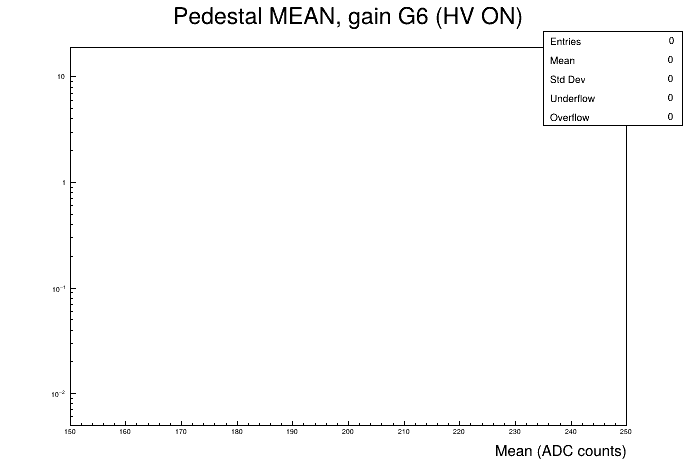 Pedestal MEAN, gain G6 (HV ON)
Entries 0
Mean 0
Std Dev 0
Underflow 0
Overflow 0
10
1
10⁻¹
10⁻²
150 160 170 180 190 200 210 220 230 240 250
Mean (ADC counts)